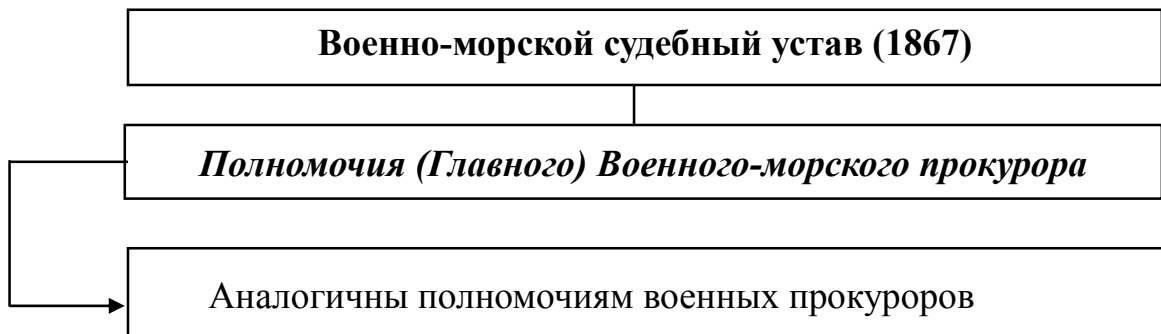 Военно-морской судебный устав (1867)
Полномочия (Главного) Военного-морского прокурора
Аналогичны полномочиям военных прокуроров